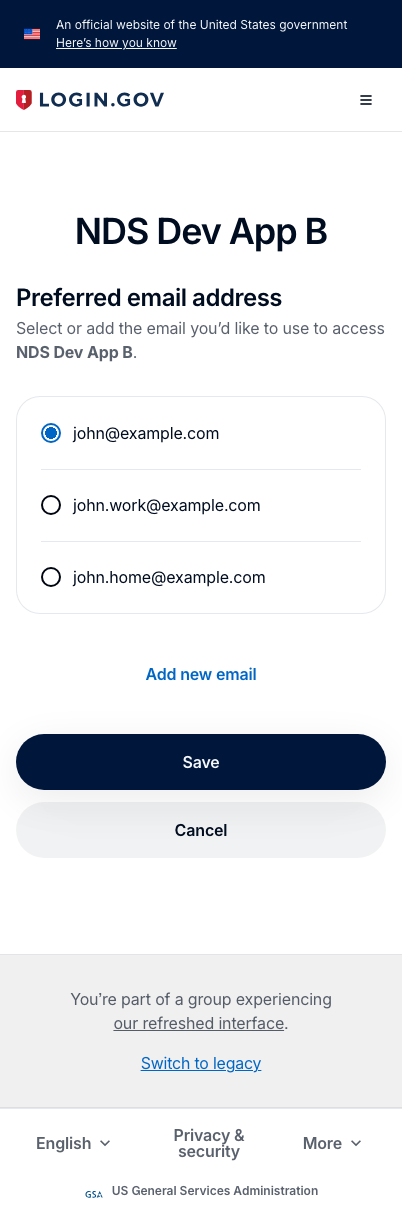 An official website of the United States government
Here’s how you know
LOGIN.GOV
NDS Dev App B
Preferred email address
Select or add the email you’d like to use to access
NDS Dev App B.
john@example.com
john.work@example.com
john.home@example.com
Add new email
Save
Cancel
You’re part of a group experiencing
our refreshed interface.
Switch to legacy
English
Privacy &
security
More
GSA US General Services Administration